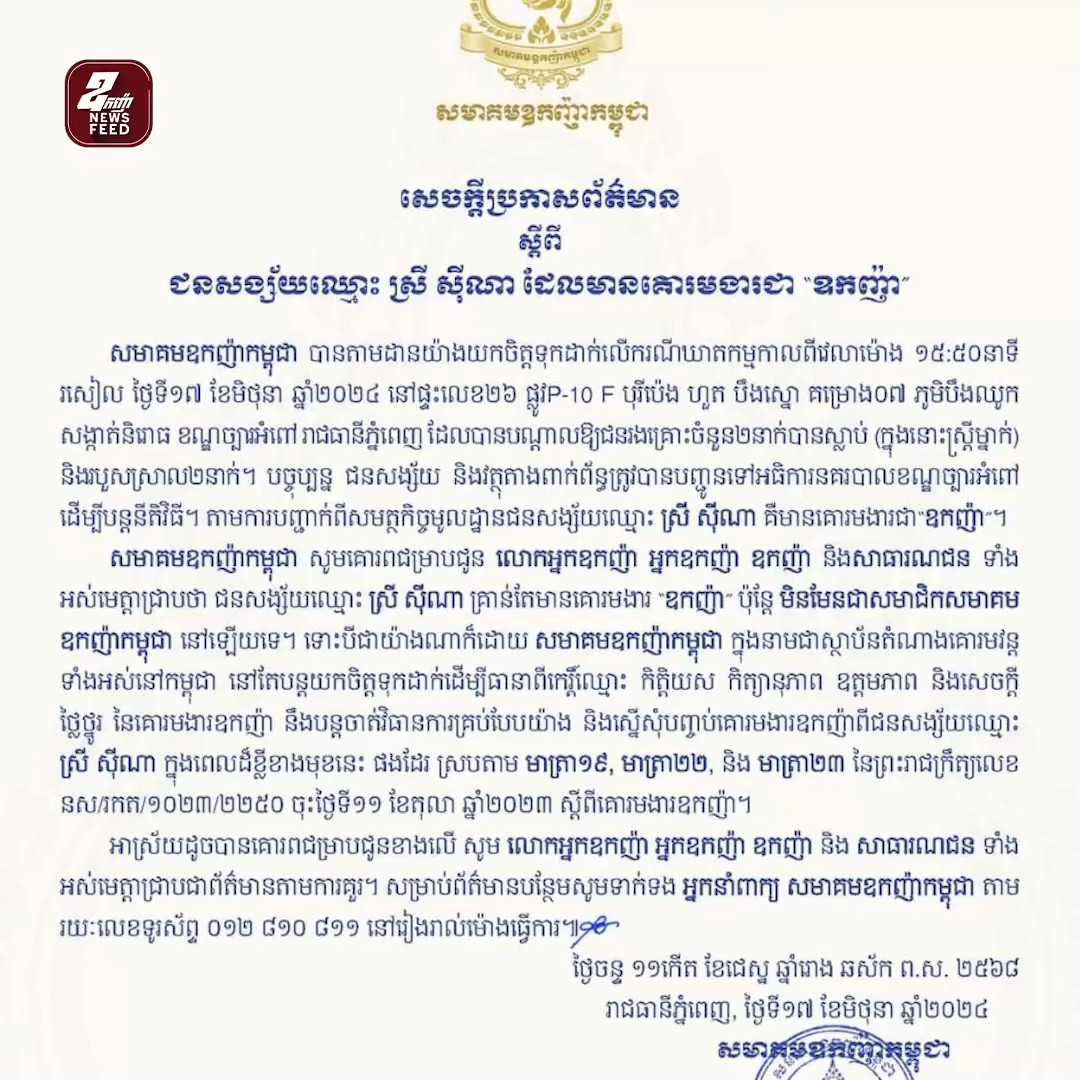 សមាគមឧកញ៉ាកម្ពុជា
សមាគមឧកញ៉ាកម្ពុជា
ឧកញ៉ា
NEWS
FEED
សេចក្តីប្រកាសព័ត៌មាន
ស្តីពី
ជនសង្ស័យឈ្មោះ ស្រី ស៊ីណា ដែលមានគោរមងារជា "ឧកញ៉ា"
សមាគមឧកញ៉ាកម្ពុជា បានតាមដានយ៉ាងយកចិត្តទុកដាក់លើករណីឃាតកម្មកាលពីវេលាម៉ោង ១៥:៥០នាទី
រសៀល ថ្ងៃទី១៧ ខែមិថុនា ឆ្នាំ២០២៤ នៅផ្ទះលេខ២៦ ផ្លូវP-10 F បុរីប៉េង ហួត បឹងស្នោ គម្រោង០៧ ភូមិបឹងឈូក
សង្កាត់និរោធ ខណ្ឌច្បារអំពៅ រាជធានីភ្នំពេញ ដែលបានបណ្តាលឱ្យជនរងគ្រោះចំនួន២នាក់បានស្លាប់ (ក្នុងនោះស្ត្រីម្នាក់)
និងរបួសស្រាល២នាក់។ បច្ចុប្បន្ន ជនសង្ស័យ និងវត្ថុតាងពាក់ព័ន្ធត្រូវបានបញ្ជូនទៅអធិការនគរបាលខណ្ឌច្បារអំពៅ
ដើម្បីបន្តនីតិវិធី។ តាមការបញ្ជាក់ពីសមត្ថកិច្ចមូលដ្ឋានជនសង្ស័យឈ្មោះ ស្រី ស៊ីណា គឺមានគោរមងារជា"ឧកញ៉ា"។
សមាគមឧកញ៉ាកម្ពុជា សូមគោរពជម្រាបជូន លោកអ្នកឧកញ៉ា អ្នកឧកញ៉ា ឧកញ៉ា និងសាធារណជន ទាំង
អស់មេត្តាជ្រាបថា ជនសង្ស័យឈ្មោះ ស្រី ស៊ីណា គ្រាន់តែមានគោរមងារ "ឧកញ៉ា" ប៉ុន្តែ មិនមែនជាសមាជិកសមាគម
ឧកញ៉ាកម្ពុជា នៅឡើយទេ។ ទោះបីជាយ៉ាងណាក៏ដោយ សមាគមឧកញ៉ាកម្ពុជា ក្នុងនាមជាស្ថាប័នតំណាងគោរមវន្ត
ទាំងអស់នៅកម្ពុជា នៅតែបន្តយកចិត្តទុកដាក់ដើម្បីធានាពីកេរ្តិ៍ឈ្មោះ កិត្តិយស កិត្យានុភាព ឧត្តមភាព និងសេចក្តី
ថ្លៃថ្នូរ នៃគោរមងារឧកញ៉ា នឹងបន្តចាត់វិធានការគ្រប់បែបយ៉ាង និងស្នើសុំបញ្ចប់គោរមងារឧកញ៉ាពីជនសង្ស័យឈ្មោះ
ស្រី ស៊ីណា ក្នុងពេលដ៏ខ្លីខាងមុខនេះ ផងដែរ ស្របតាម មាត្រា១៩, មាត្រា២២, និង មាត្រា២៣ នៃព្រះរាជក្រឹត្យលេខ
នស/រកត/១០២៣/២២៥០ ចុះថ្ងៃទី១១ ខែតុលា ឆ្នាំ២០២៣ ស្តីពីគោរមងារឧកញ៉ា។
អាស្រ័យដូចបានគោរពជម្រាបជូនខាងលើ សូម លោកអ្នកឧកញ៉ា អ្នកឧកញ៉ា ឧកញ៉ា និង សាធារណជន ទាំង
អស់មេត្តាជ្រាបជាព័ត៌មានតាមការគួរ។ សម្រាប់ព័ត៌មានបន្ថែមសូមទាក់ទង អ្នកនាំពាក្យ សមាគមឧកញ៉ាកម្ពុជា តាម
រយៈលេខទូរស័ព្ទ ០១២ ៨១០ ៨១១ នៅរៀងរាល់ម៉ោងធ្វើការ៕
ថ្ងៃចន្ទ ១១កើត ខែជេស្ឋ ឆ្នាំរោង ឆស័ក ព.ស. ២៥៦៨
រាជធានីភ្នំពេញ, ថ្ងៃទី១៧ ខែមិថុនា ឆ្នាំ២០២៤
សមាគមឧកញ៉ាកម្ពុជា